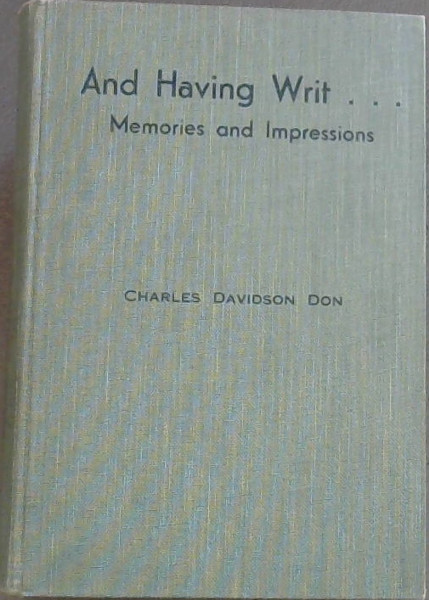 And Having Writ . . .
Memories and Impressions
CHARLES DAVIDSON DON